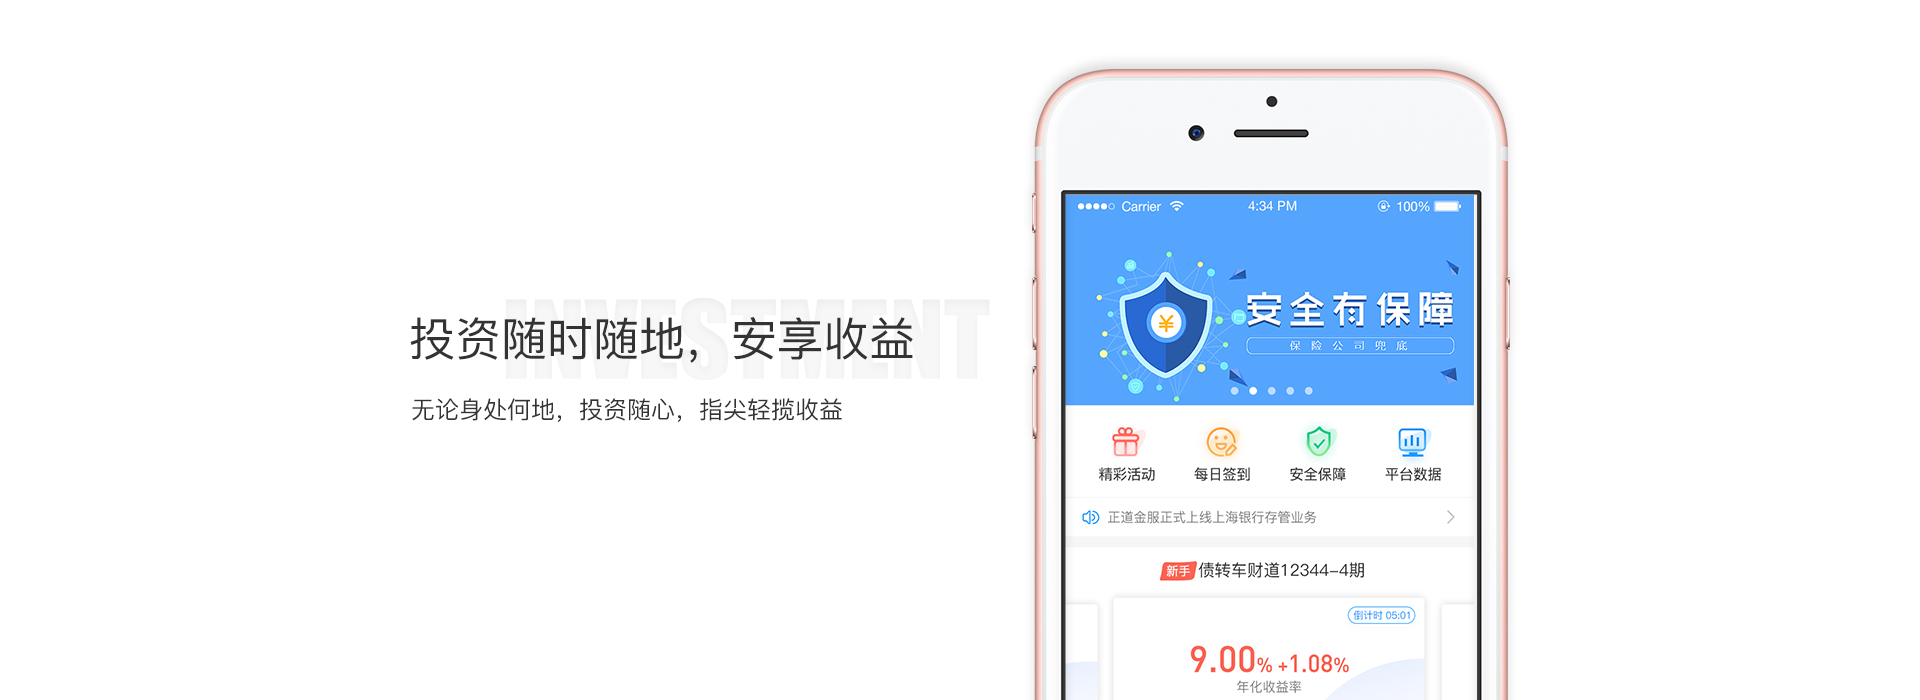 INVESTMENT
投资随时随地，安享收益
无论身处何地，投资随心，指尖轻揽收益
Carrier 4:34 PM 100%
安全有保障
保险公司兜底
精彩活动 每日签到 安全保障 平台数据
正道金服正式上线上海银行存管业务
新手 债转车财道12344-4期
倒计时 05:01
9.00% +1.08%
年化收益率